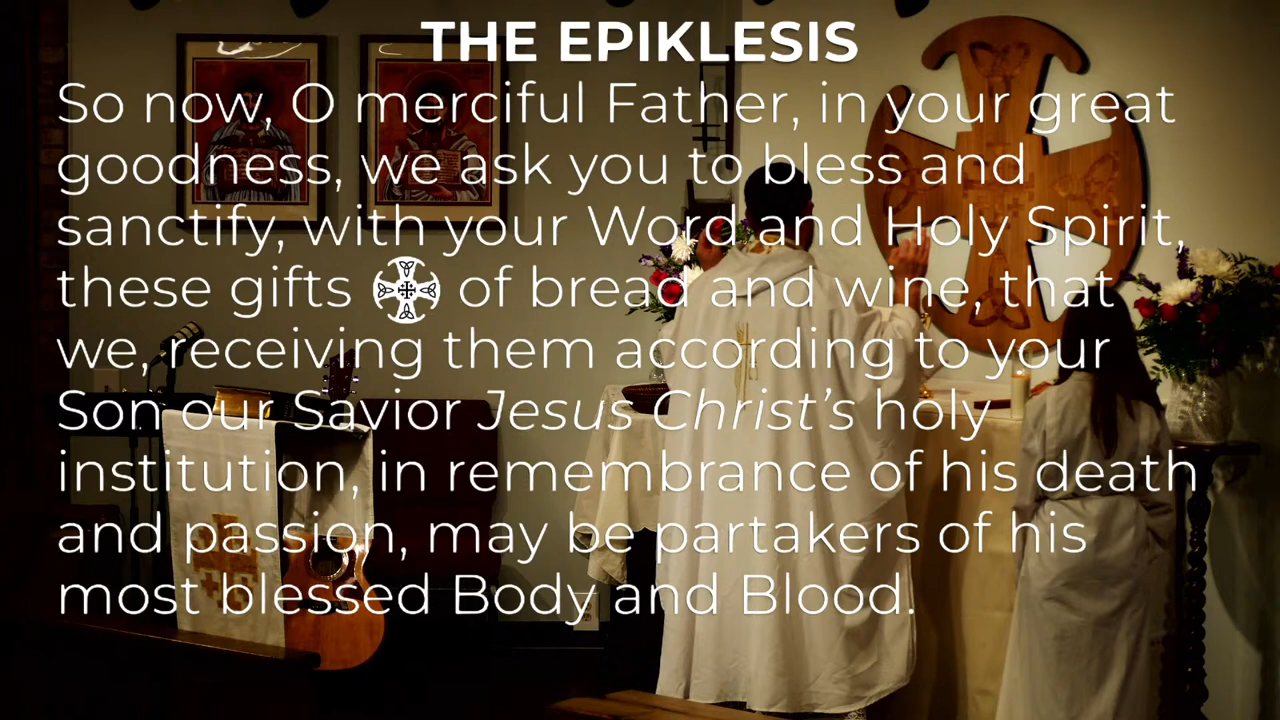 THE EPIKLESIS
So now, O merciful Father, in your great
goodness, we ask you to bless and
sanctify, with your Word and Holy Spirit,
these gifts of bread and wine, that
we, receiving them according to your
Son our Savior Jesus Christ’s holy
institution, in remembrance of his death
and passion, may be partakers of his
most blessed Body and Blood.